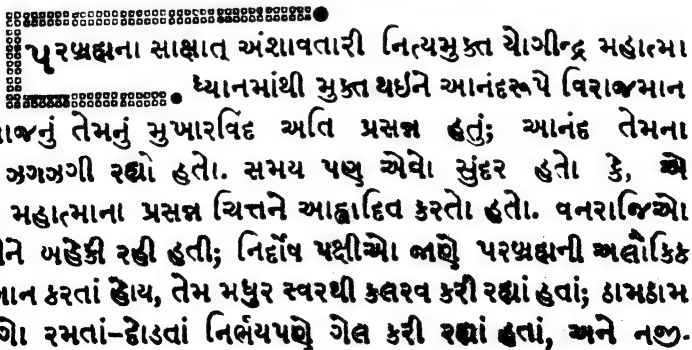 પરબ્રહ્મના સાક્ષાત્ અંશાવતારી નિત્યમુક્ત યોગીન્દ્ર મહાત્મા
ધ્યાનમાંથી મુક્ત થઈને આનંદરૂપે વિરાજમાન
તેમનું મુખારવિંદ અતિ પ્રસન્ન હતું; આનંદ તેમના
ઝગઝગી રહ્યો હતો. સમય પણ એવો સુંદર હતો કે, એ
મહાત્માના પ્રસન્ન ચિત્તને આહ્લાદિત કરતો હતો. વનરાજિઓ
બહેકી રહી હતી; નિર્દોષ પક્ષીઓ જાણે પરબ્રહ્મની અલૌકિક
કરતાં હોય, તેમ મધુર સ્વરથી કલરવ કરી રહ્યાં હતાં; ઠામઠામ
રમતાં-દોડતાં નિર્ભયપણે ગેલ કરી રહ્યાં હતાં, અને નજી-